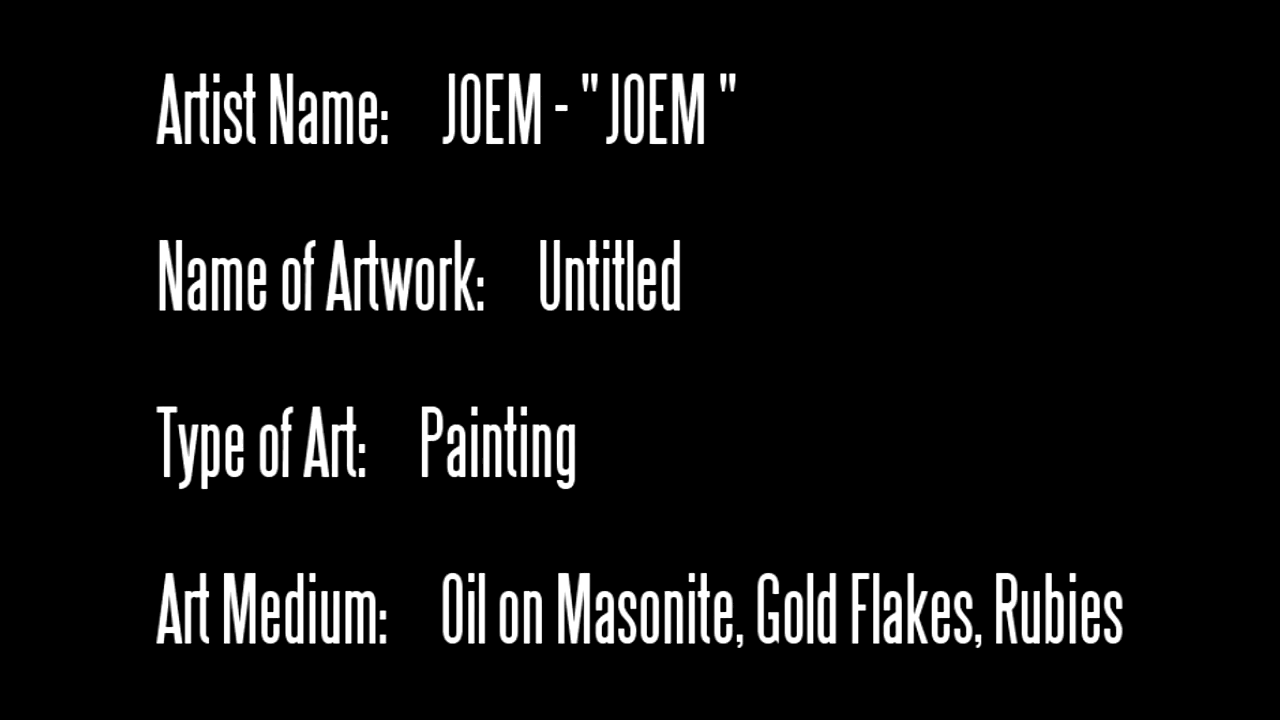 Artist Name: JOEM - " JOEM "
Name of Artwork: Untitled
Type of Art: Painting
Art Medium: Oil on Masonite, Gold Flakes, Rubies